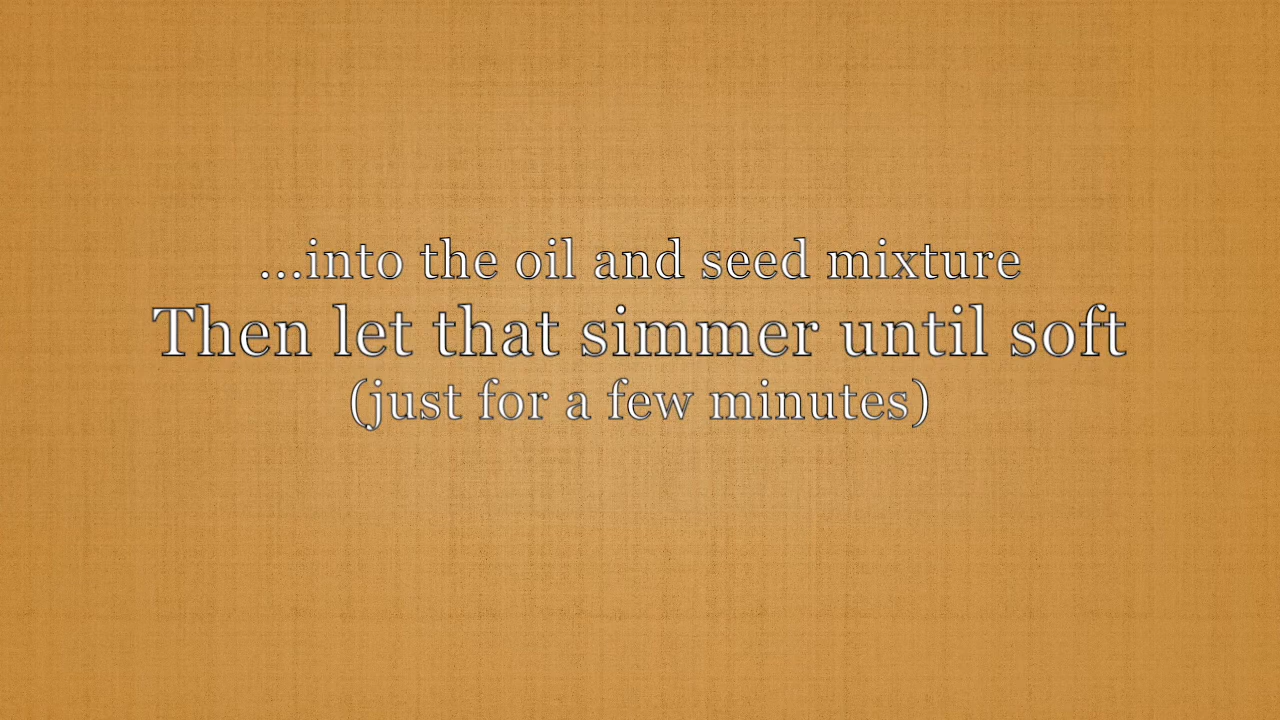 ...into the oil and seed mixture
Then let that simmer until soft
(just for a few minutes)